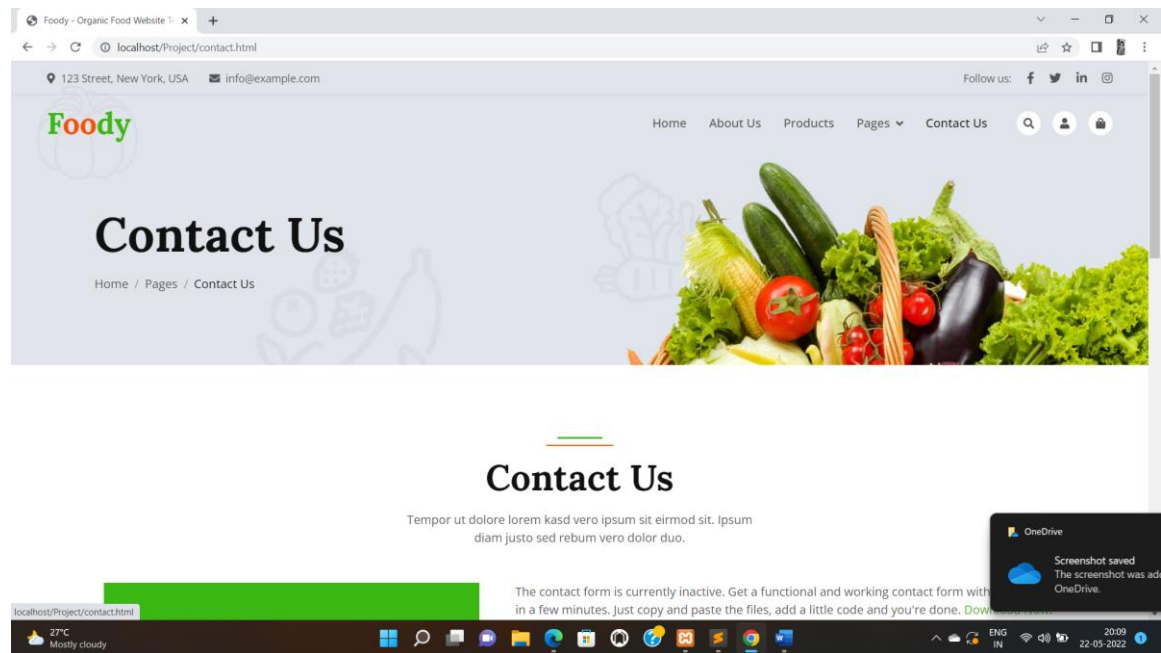 Foody - Organic Food Website
localhost/Project/contact.html
123 Street, New York, USA info@example.com Follow us:
Foody Home About Us Products Pages Contact Us
Contact Us
Home / Pages / Contact Us
Contact Us
Tempor ut dolore lorem kasd vero ipsum sit eirmod sit. Ipsum
diam justo sed rebum vero dolor duo.
The contact form is currently inactive. Get a functional and working contact form with
in a few minutes. Just copy and paste the files, add a little code and you're done. Download Now.
OneDrive
Screenshot saved
The screenshot was add
OneDrive.
localhost/Project/contact.html
27°C
Mostly cloudy
ENG
IN
20:09
22-05-2022
1